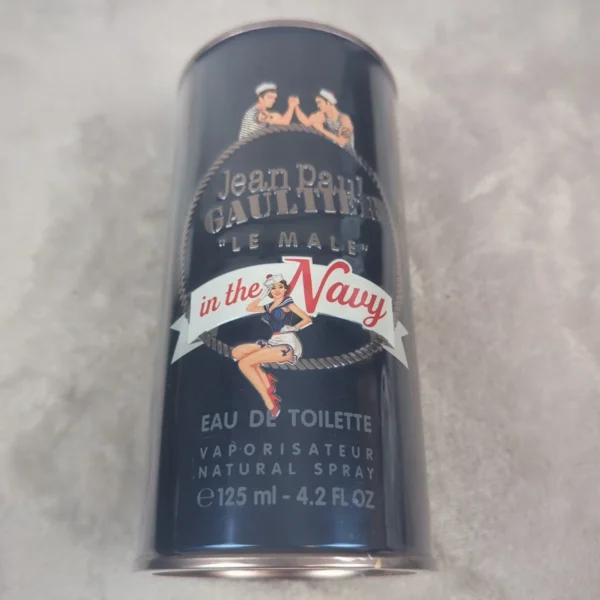 Jean Paul
GAULTIER
"LE MALE"
in the Navy
EAU DE TOILETTE
VAPORISATEUR
NATURAL SPRAY
℮ 125 ml - 4.2 FL OZ